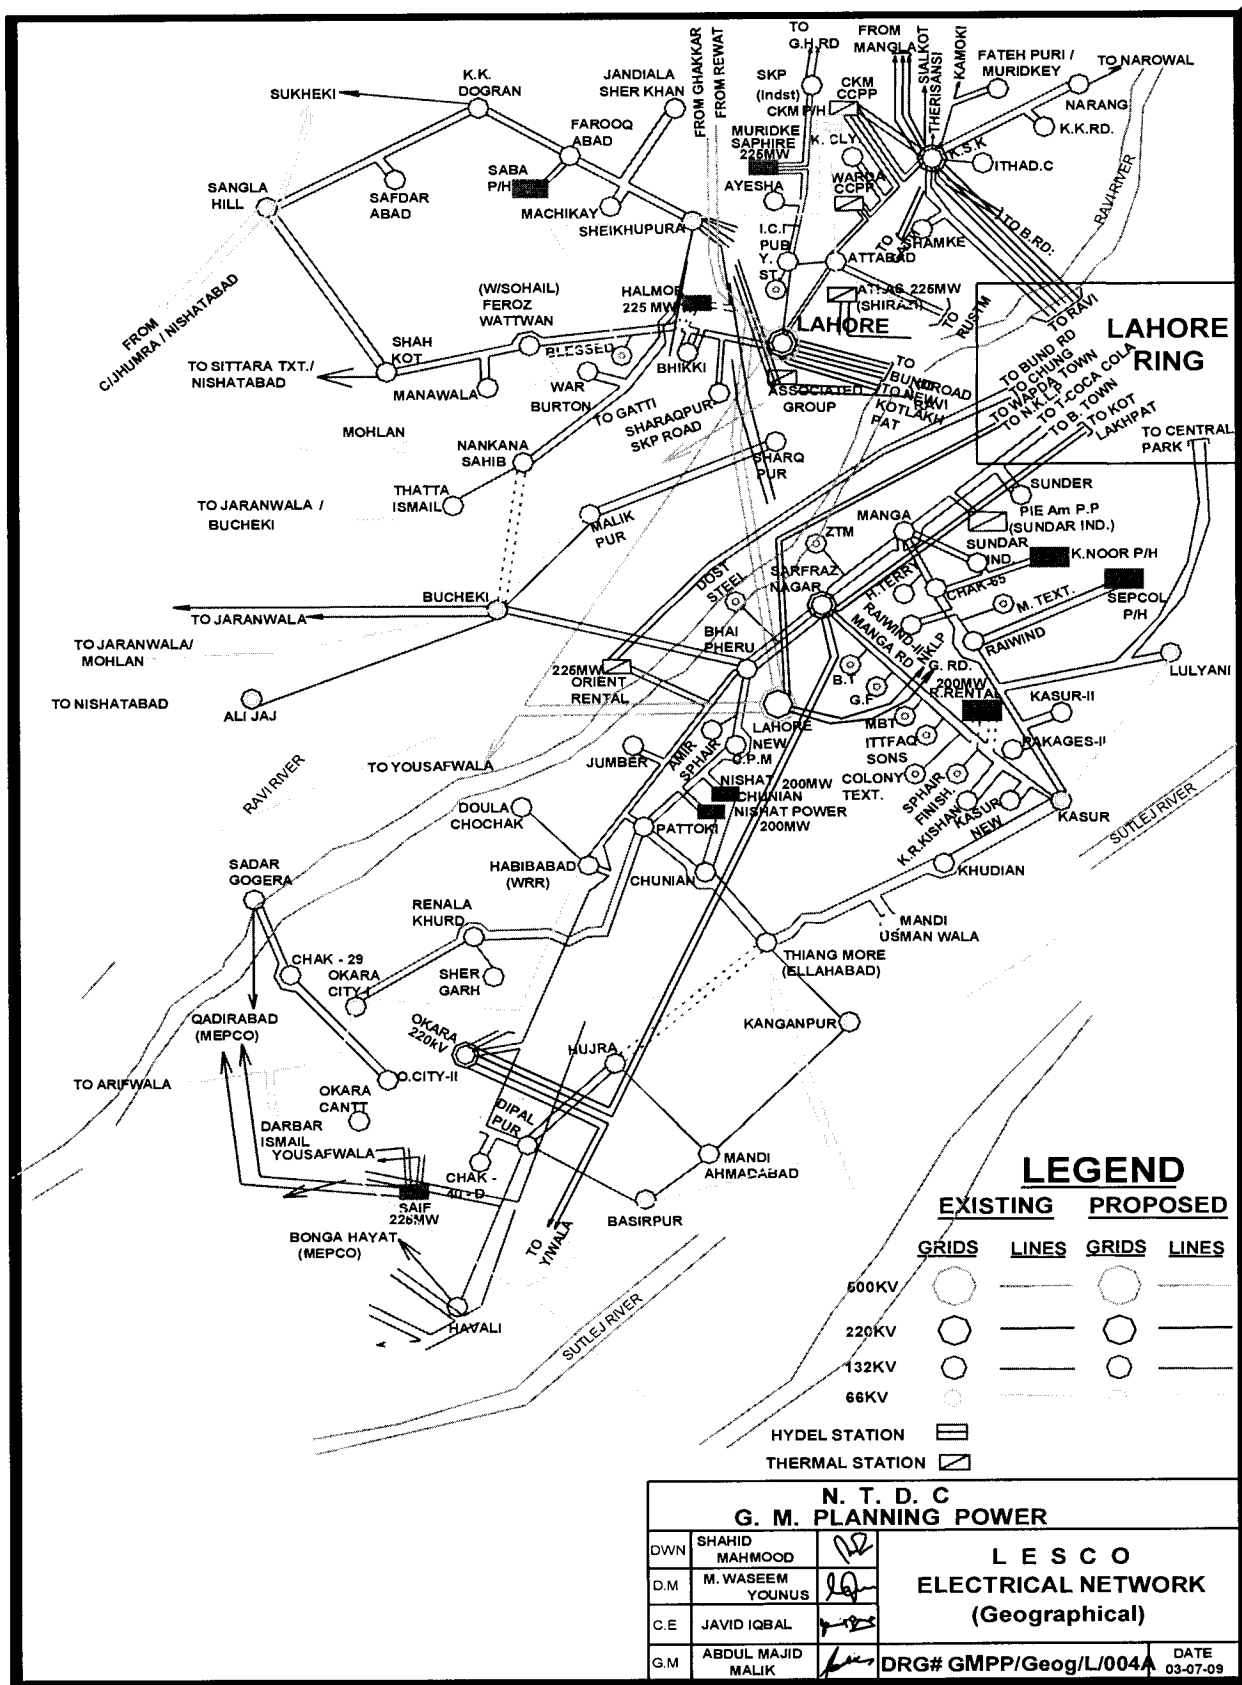 TO
G.H.RD
FROM
MANGLA
FROM GHAKKAR
FROM REWAT
SIALKOT
THERISANSI
KAMOKI
FATEH PURI /
MURIDKEY
TO NAROWAL
K.K.
DOGRAN
JANDIALA
SHER KHAN
SKP
(Indst)
CKM
CCPP
CKM P/H
NARANG
SUKHEKI
FAROOQ
ABAD
MURIDKE
SAPHIRE
225MW
K. CLY
K.S.K
K.K.RD.
ITHAD.C
RAVI RIVER
SABA
P/H
SANGLA
HILL
SAFDAR
ABAD
MACHIKAY
SHEIKHUPURA
AYESHA
WARDA
CCPP
I.C.I
PUB
Y.
ST.
ATTABAD
TO
SHAMKE
TO B.RD:
FROM
C/JHUMRA / NISHATABAD
(W/SOHAIL)
FEROZ
WATTWAN
HALMOR
225 MW
ATLAS 225MW
(SHIRAZI)
TO
RUSTM
TO RAVI
LAHORE
LAHORE
RING
SHAH
KOT
TO SITTARA TXT./
NISHATABAD
MANAWALA
BLESSED
WAR
BURTON
BHIKKI
ASSOCIATED
GROUP
TO
BUND ROAD
TO NEW
KOTLAKH
PAT
TO BUND RD
TO CHUNG
TO WAPDA TOWN
TO N.K.L.P
TO T-COCA COLA
TO B. TOWN
TO KOT
LAKHPAT
TO CENTRAL
PARK
MOHLAN
TO GATTI
SHARAQPUR
SKP ROAD
NANKANA
SAHIB
SHARQ
PUR
THATTA
ISMAIL
TO JARANWALA /
BUCHEKI
MALIK
PUR
SUNDER
MANGA
PIE Am P.P
(SUNDAR IND.)
ZTM
SUNDAR
IND.
K.NOOR P/H
DOST
STEEL
SARFRAZ
NAGAR
H.TERRY
CHAK-65
M. TEXT.
SEPCOL
P/H
BUCHEKI
TO JARANWALA
BHAI
PHERU
RAIWIND-II
MANGA RD
NKLP
RAIWIND
TO JARANWALA/
MOHLAN
225MW
ORIENT
RENTAL
B.T
G.F
G. RD.
200MW
R.RENTAL
KASUR-II
LULYANI
TO NISHATABAD
ALI JAJ
LAHORE
NEW
MBT
ITTFAQ
SONS
PAKAGES-II
RAVI RIVER
TO YOUSAFWALA
JUMBER
AMIR
SPHAIR
C.P.M
NISHAT
CHUNIAN
200MW
NISHAT POWER
200MW
COLONY
TEXT.
SPHAIR
FINISH.
K.R.KISHAN
KASUR
NEW
KASUR
SUTLEJ RIVER
DOULA
CHOCHAK
PATTOKI
SADAR
GOGERA
HABIBABAD
(WRR)
CHUNIAN
KHUDIAN
RENALA
KHURD
MANDI
USMAN WALA
CHAK - 29
OKARA
CITY-I
SHER
GARH
THIANG MORE
(ELLAHABAD)
QADIRABAD
(MEPCO)
OKARA
220kV
HUJRA
KANGANPUR
TO ARIFWALA
O.CITY-II
OKARA
CANTT
DIPAL
PUR
DARBAR
ISMAIL
YOUSAFWALA
CHAK -
40 - D
MANDI
AHMADABAD
SAIF
225MW
BASIRPUR
BONGA HAYAT
(MEPCO)
TO
Y/WALA
HAVALI
SUTLEJ RIVER
LEGEND
EXISTING PROPOSED
GRIDS LINES GRIDS LINES
500KV
220KV
132KV
66KV
HYDEL STATION
THERMAL STATION
N. T. D. C
G. M. PLANNING POWER
DWN SHAHID
MAHMOOD
D.M M. WASEEM
YOUNUS
C.E JAVID IQBAL
G.M ABDUL MAJID
MALIK
L E S C O
ELECTRICAL NETWORK
(Geographical)
DRG# GMPP/Geog/L/004A
DATE
03-07-09